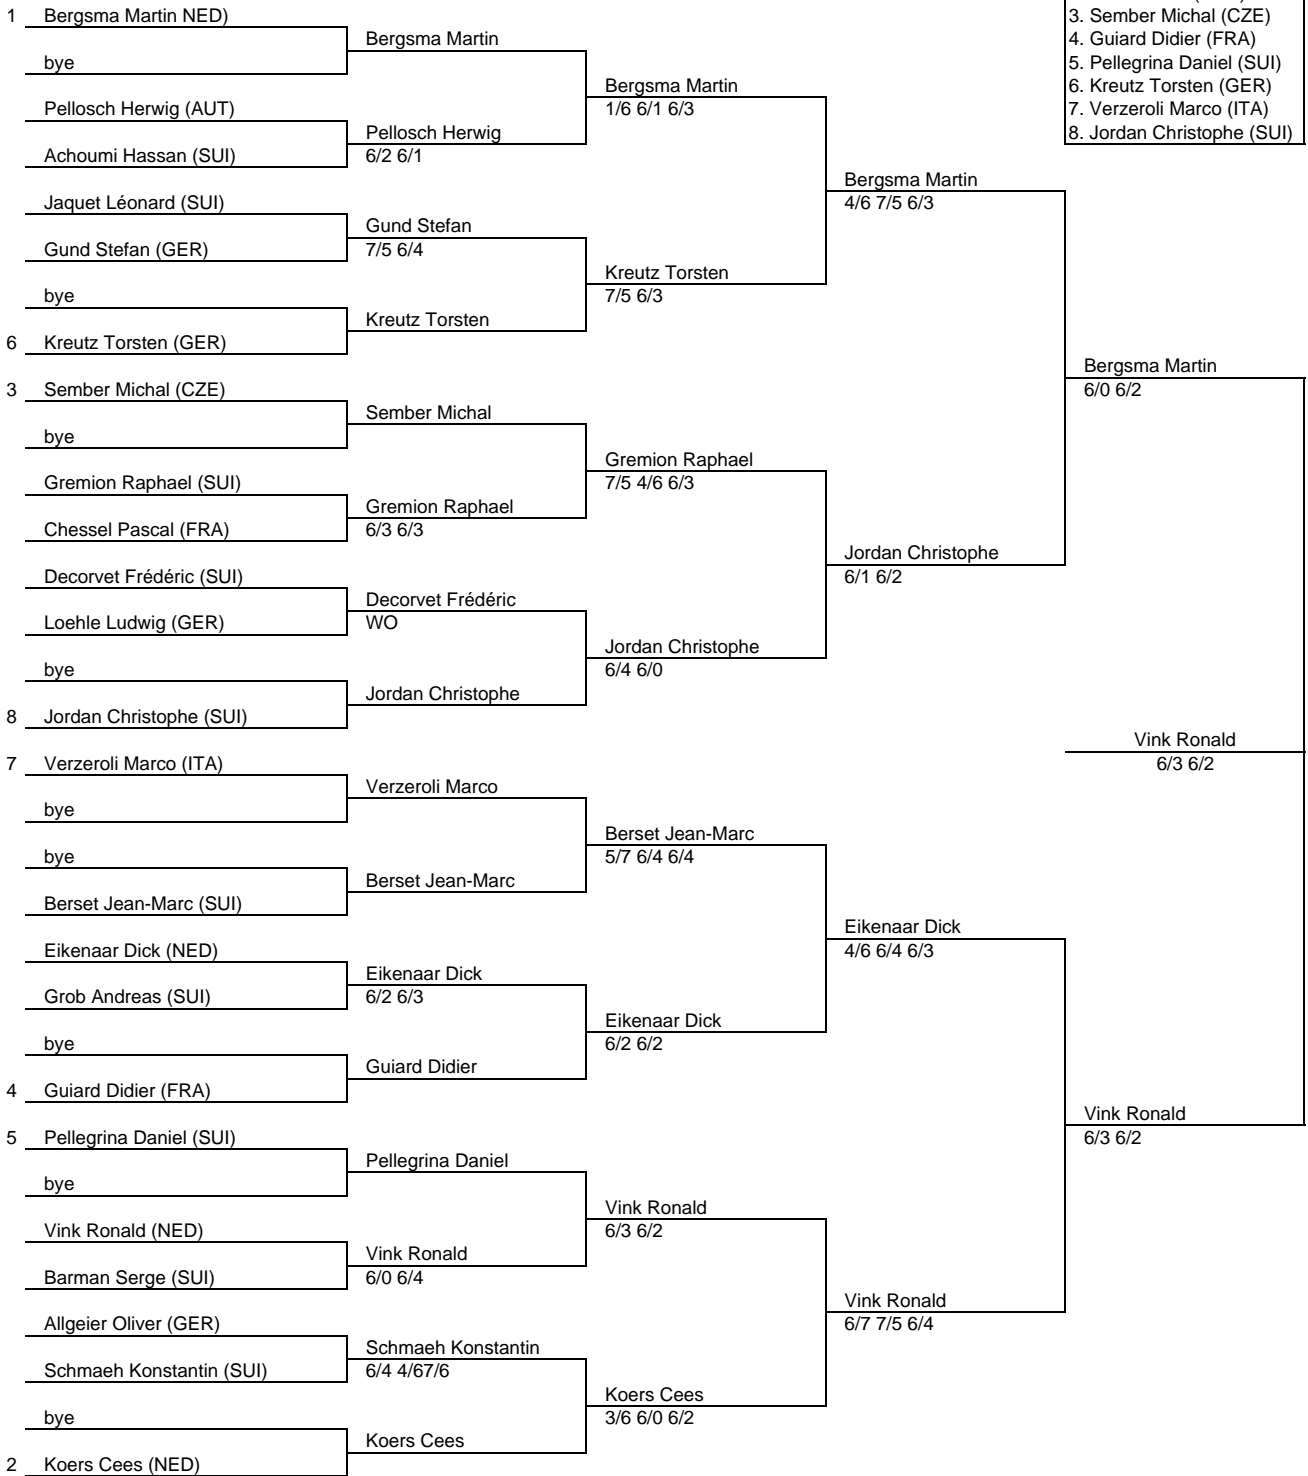 1 Bergsma Martin NED)
bye
Pellosch Herwig (AUT)
Achoumi Hassan (SUI)
Jaquet Léonard (SUI)
Gund Stefan (GER)
bye
6 Kreutz Torsten (GER)
3 Sember Michal (CZE)
bye
Gremion Raphael (SUI)
Chessel Pascal (FRA)
Decorvet Frédéric (SUI)
Loehle Ludwig (GER)
bye
8 Jordan Christophe (SUI)
7 Verzeroli Marco (ITA)
bye
bye
Berset Jean-Marc (SUI)
Eikenaar Dick (NED)
Grob Andreas (SUI)
bye
4 Guiard Didier (FRA)
5 Pellegrina Daniel (SUI)
bye
Vink Ronald (NED)
Barman Serge (SUI)
Allgeier Oliver (GER)
Schmaeh Konstantin (SUI)
bye
2 Koers Cees (NED)
Bergsma Martin
Pellosch Herwig
6/2 6/1
Gund Stefan
7/5 6/4
Kreutz Torsten
Sember Michal
Gremion Raphael
6/3 6/3
Decorvet Frédéric
WO
Jordan Christophe
Verzeroli Marco
Berset Jean-Marc
Eikenaar Dick
6/2 6/3
Guiard Didier
Pellegrina Daniel
Vink Ronald
6/0 6/4
Schmaeh Konstantin
6/4 4/67/6
Koers Cees
Bergsma Martin
1/6 6/1 6/3
Kreutz Torsten
7/5 6/3
Gremion Raphael
7/5 4/6 6/3
Jordan Christophe
6/4 6/0
Berset Jean-Marc
5/7 6/4 6/4
Eikenaar Dick
6/2 6/2
Vink Ronald
6/3 6/2
Koers Cees
3/6 6/0 6/2
Bergsma Martin
4/6 7/5 6/3
Jordan Christophe
6/1 6/2
Eikenaar Dick
4/6 6/4 6/3
Vink Ronald
6/7 7/5 6/4
Bergsma Martin
6/0 6/2
Vink Ronald
6/3 6/2
Vink Ronald
6/3 6/2
3. Sember Michal (CZE)
4. Guiard Didier (FRA)
5. Pellegrina Daniel (SUI)
6. Kreutz Torsten (GER)
7. Verzeroli Marco (ITA)
8. Jordan Christophe (SUI)